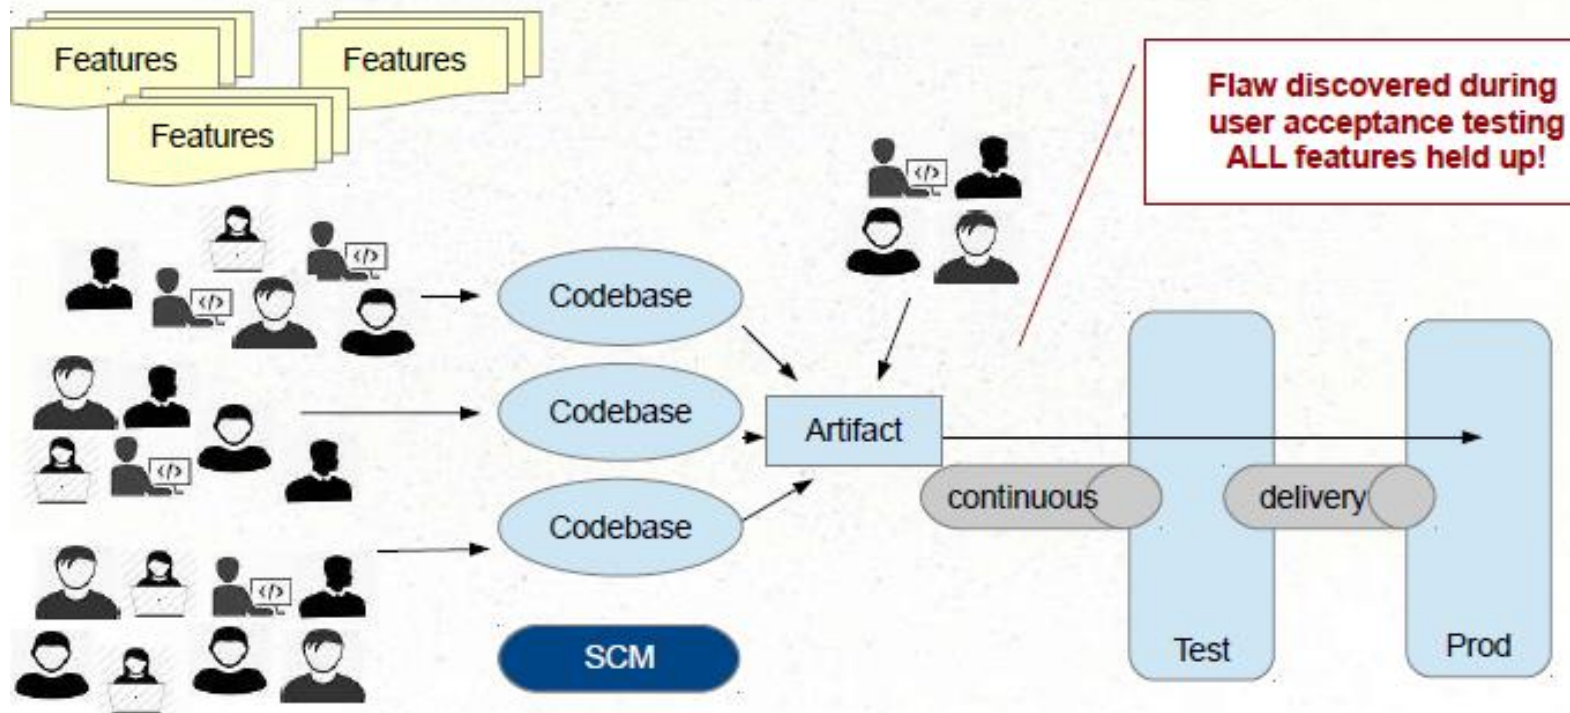 Features
Features
Features
Flaw discovered during
user acceptance testing
ALL features held up!
</>
</>
</>
Codebase
</>
Codebase
Artifact
</>
continuous
delivery
Codebase
</>
SCM
Test
Prod